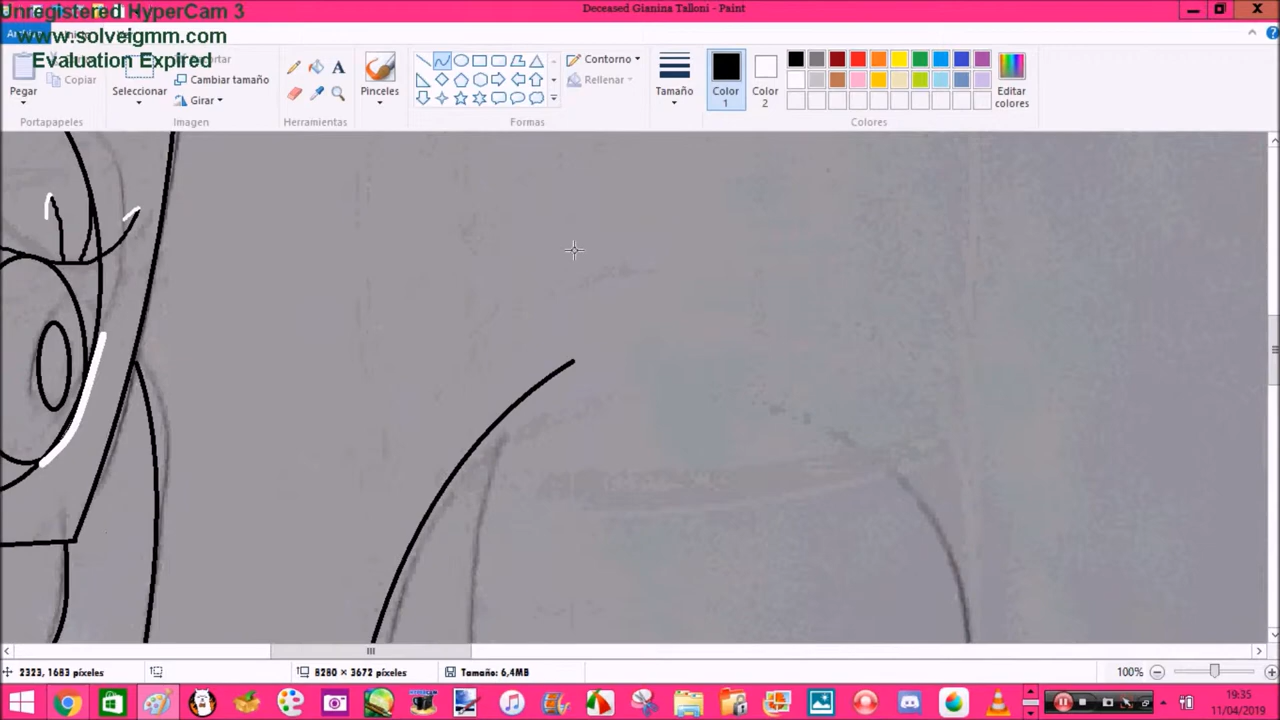 Unregistered HyperCam 3
Deceased Gianina Talloni - Paint
www.solveigmm.com
Evaluation Expired
Copiar
Pegar
Seleccionar
Cambiar tamaño
Girar
Pinceles
Contorno
Rellenar
Tamaño
Color 1
Color 2
Editar colores
Portapapeles
Imagen
Herramientas
Formas
Colores
2323, 1683 píxeles
8280 × 3672 píxeles
Tamaño: 6,4MB
100%
19:35
11/04/2019